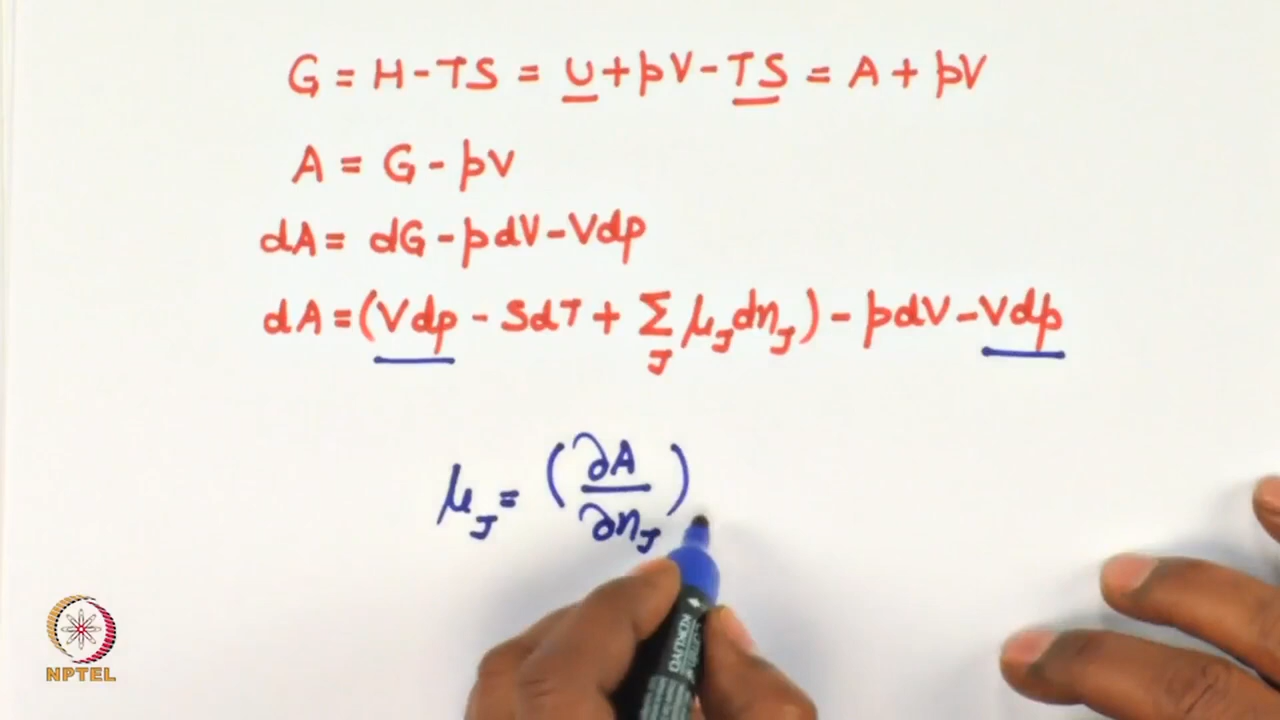 G = H - TS = U + pV - TS = A + pV
A = G - pV
dA = dG - pdV - Vdp
dA = (Vdp - SdT + Σ_J μ_J dn_J) - pdV - Vdp
μ_J = (∂A/∂n_J)
KOKUYO
NPTEL